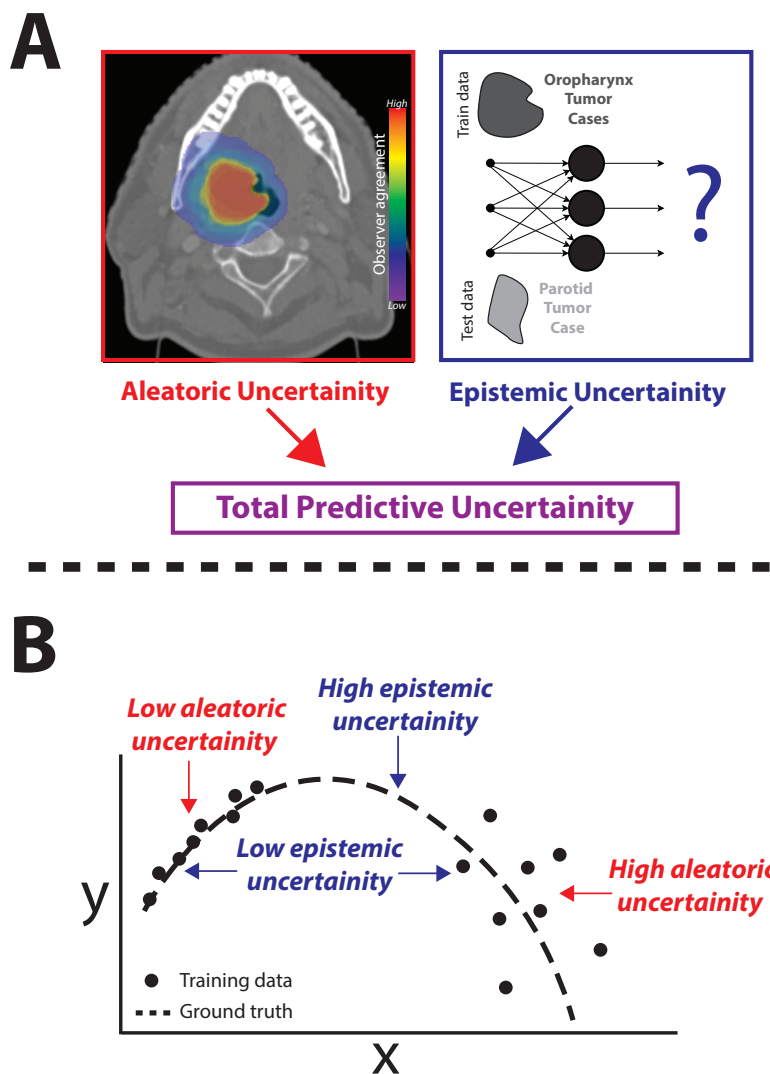 A
High
Observer agreement
Low
Train data
Oropharynx
Tumor
Cases
?
Test data
Parotid
Tumor
Case
Aleatoric Uncertainity
Epistemic Uncertainity
Total Predictive Uncertainity
B
Low aleatoric
uncertainity
High epistemic
uncertainity
Low epistemic
uncertainity
High aleatoric
uncertainity
y
Training data
Ground truth
x